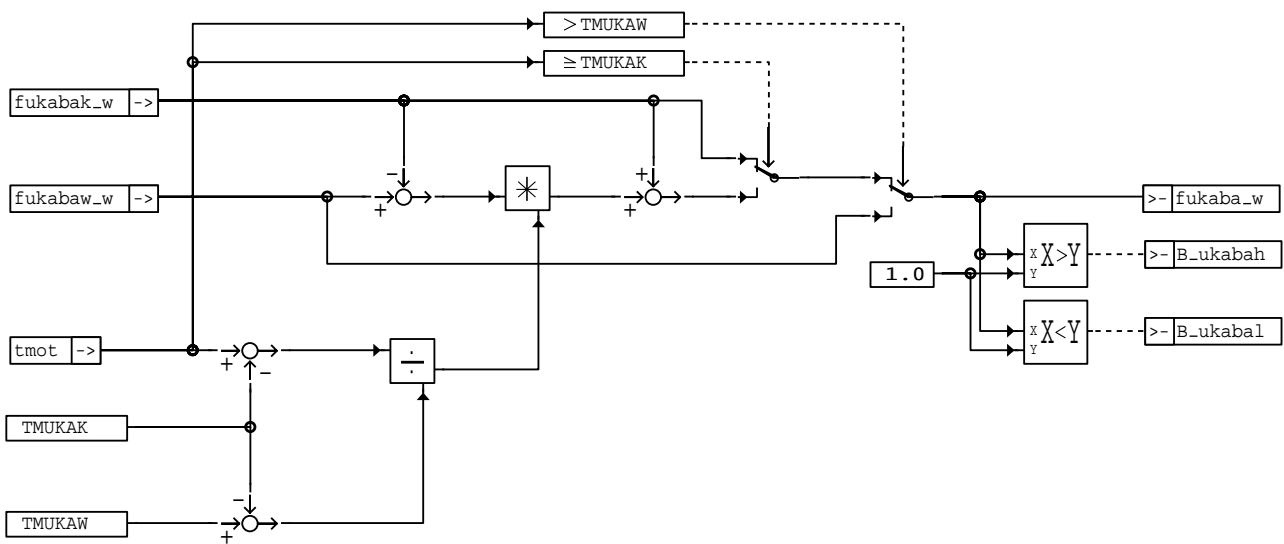 > TMUKAW
≧ TMUKAK
fukabak_w ->
− + +
fukabaw_w -> + ✳ + >- fukaba_w
X X>Y Y >- B_ukabah
1.0
tmot -> + − ÷ X X<Y Y >- B_ukabal
TMUKAK
−
TMUKAW +